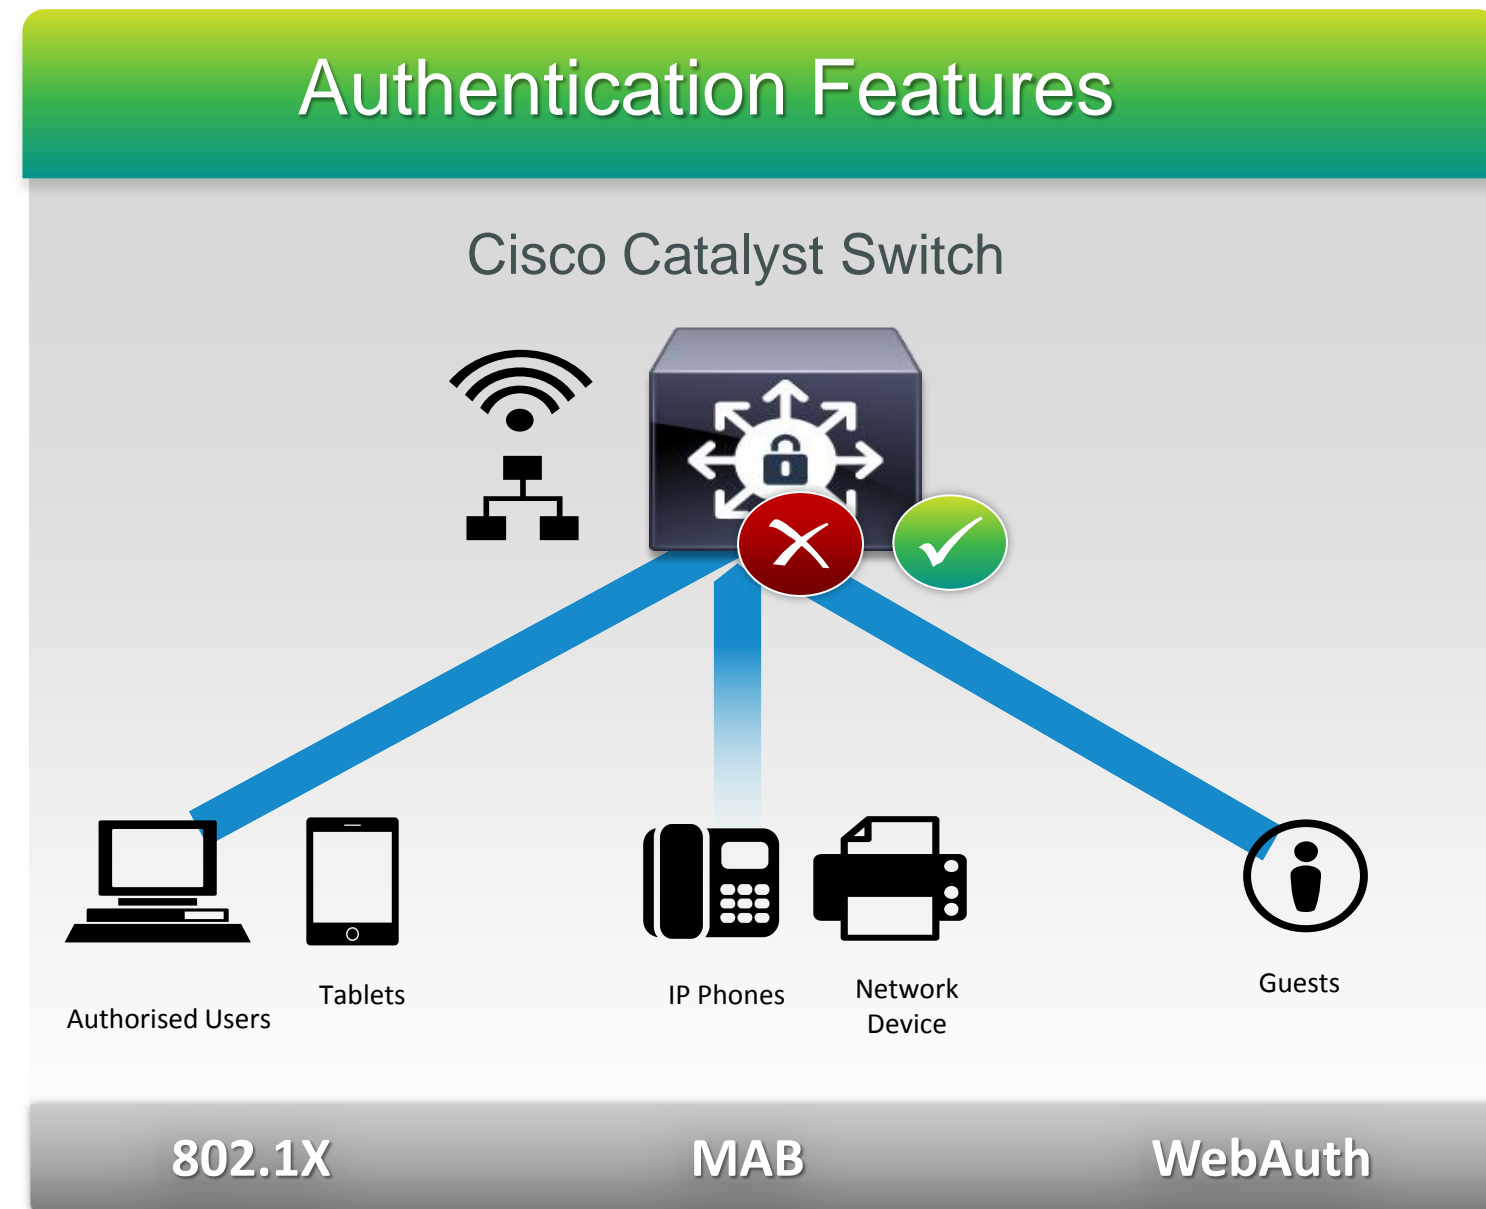 Authentication Features
Cisco Catalyst Switch
Authorised Users
Tablets
IP Phones
Network
Device
Guests
802.1X
MAB
WebAuth